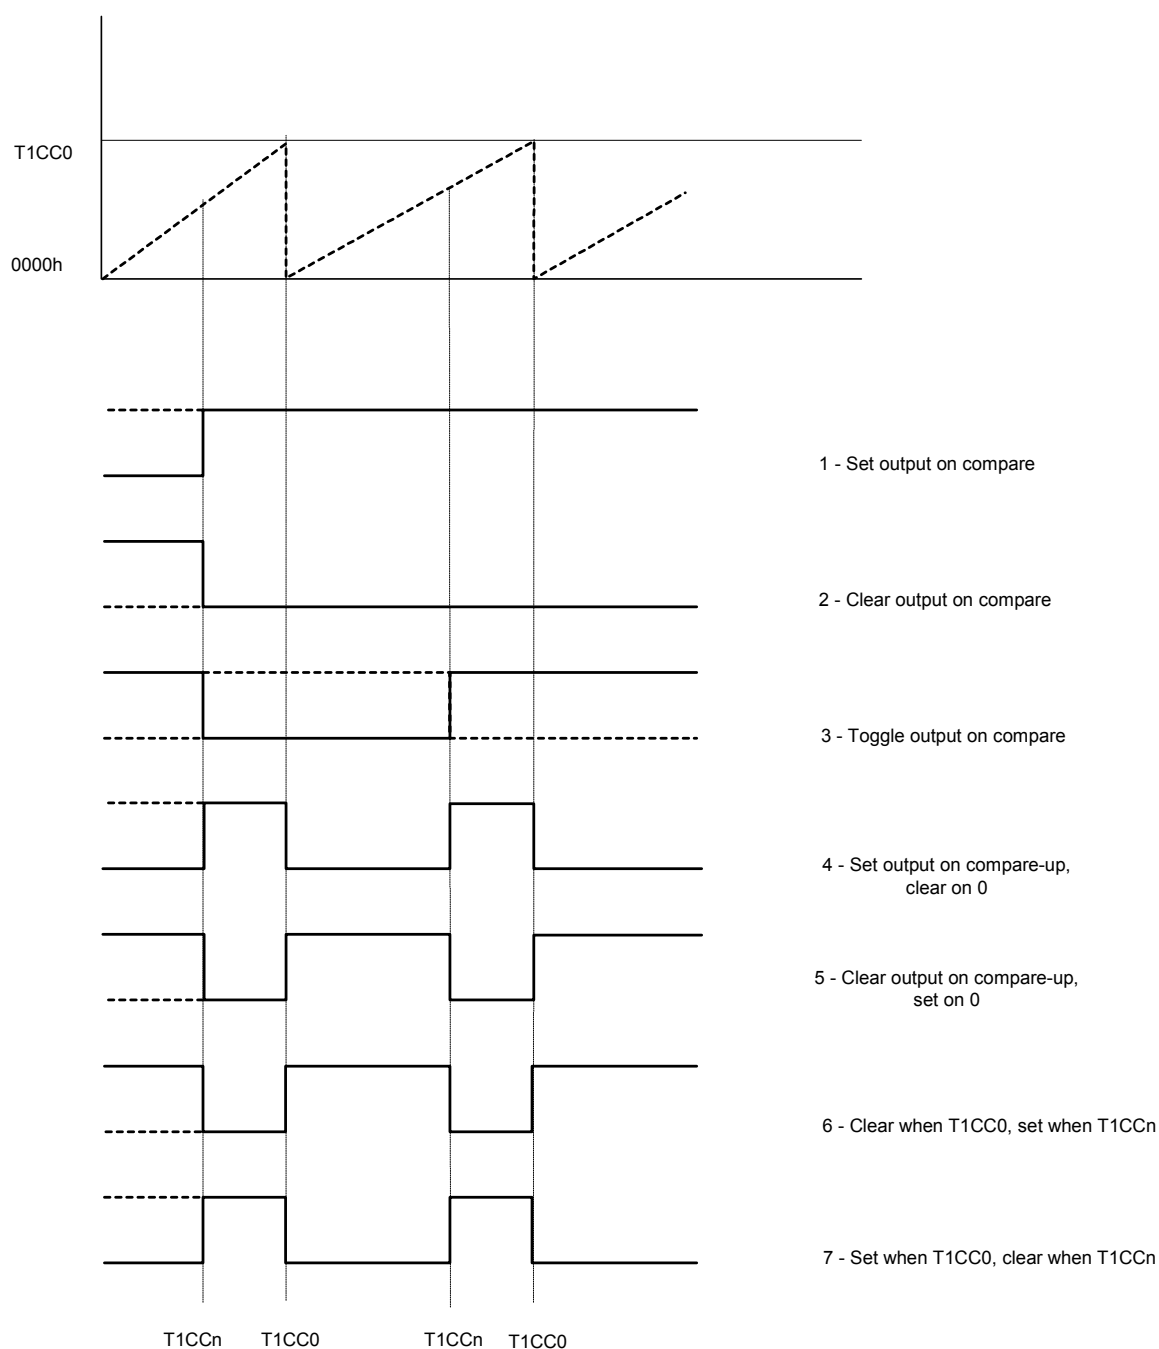 T1CC0
0000h
1 - Set output on compare
2 - Clear output on compare
3 - Toggle output on compare
4 - Set output on compare-up,
clear on 0
5 - Clear output on compare-up,
set on 0
6 - Clear when T1CC0, set when T1CCn
7 - Set when T1CC0, clear when T1CCn
T1CCn T1CC0 T1CCn T1CC0